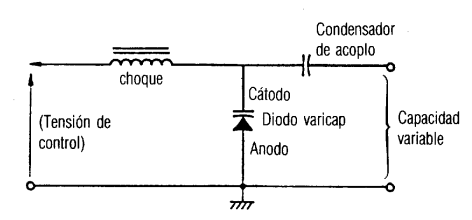 Condensador
de acoplo
choque
Cátodo
(Tensión de
control)
Diodo varicap
Capacidad
variable
Anodo